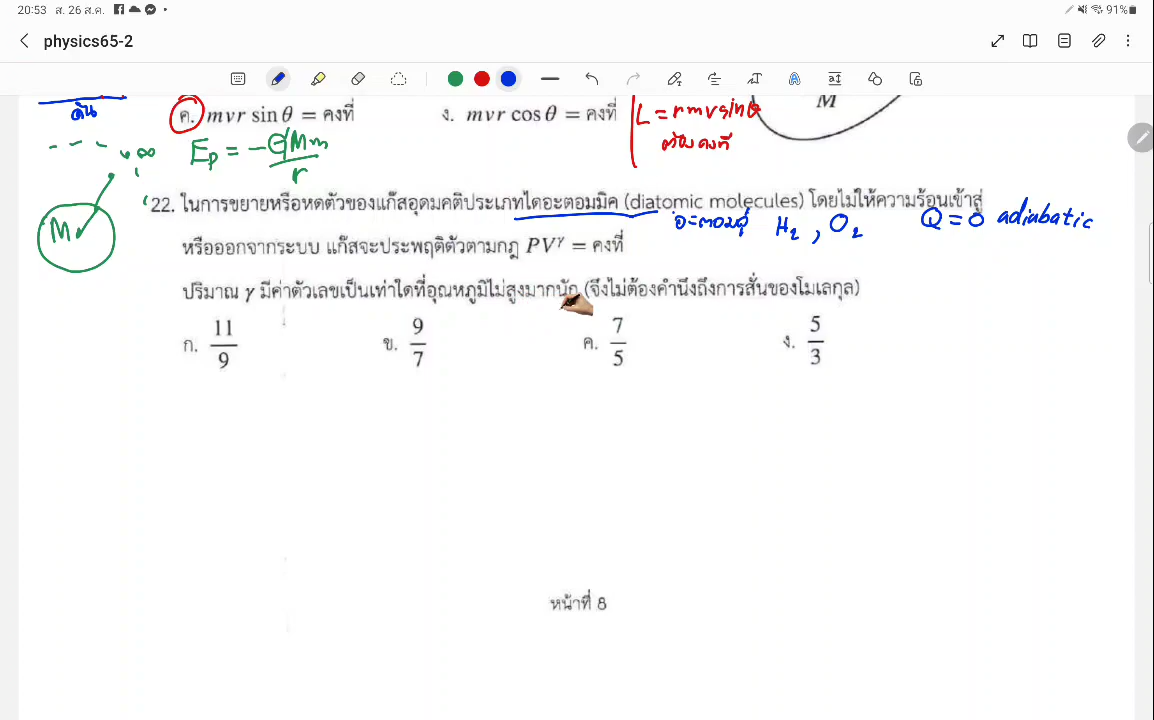 20:53 ส. 26 ส.ค.
91%
physics65-2
ค. mvr sin θ = คงที่
ง. mvr cos θ = คงที่
L = rmv sinθ
ต้องคงที่
M
E_p = -GMm/r
M
22. ในการขยายหรือหดตัวของแก๊สอุดมคติประเภทไดอะตอมมิค (diatomic molecules) โดยไม่ให้ความร้อนเข้าสู่
อะตอมคู่ H₂ , O₂
Q = 0 adiabatic
หรือออกจากระบบ แก๊สจะประพฤติตัวตามกฎ PV^γ = คงที่
ปริมาณ γ มีค่าตัวเลขเป็นเท่าใดที่อุณหภูมิไม่สูงมากนัก (จึงไม่ต้องคำนึงถึงการสั่นของโมเลกุล)
ก. 11/9
ข. 9/7
ค. 7/5
ง. 5/3
หน้าที่ 8